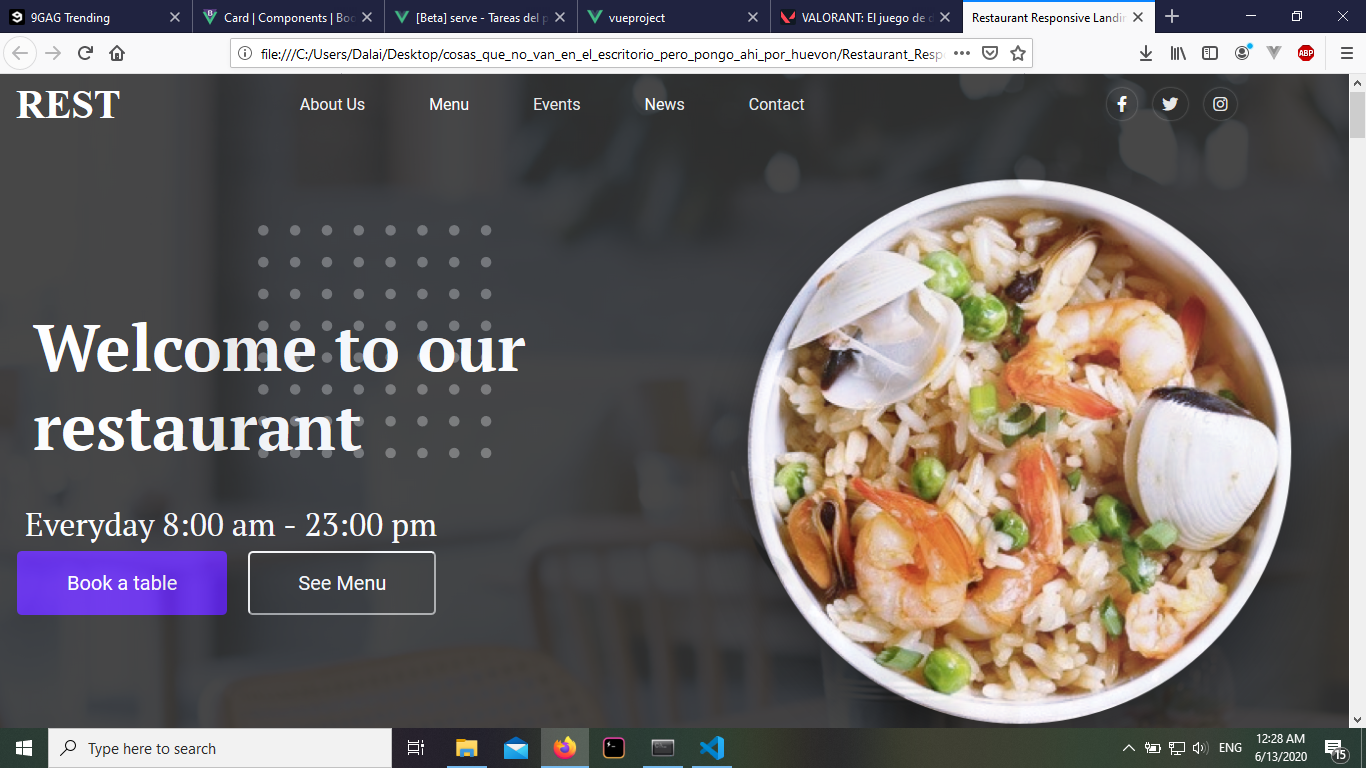 9GAG Trending
Card | Components | Boo
[Beta] serve - Tareas del p
vueproject
VALORANT: El juego de d
Restaurant Responsive Landin
file:///C:/Users/Dalai/Desktop/cosas_que_no_van_en_el_escritorio_pero_pongo_ahi_por_huevon/Restaurant_Resp
ABP
REST
About Us
Menu
Events
News
Contact
Welcome to our
restaurant
Everyday 8:00 am - 23:00 pm
Book a table
See Menu
Type here to search
ENG
12:28 AM
6/13/2020
15